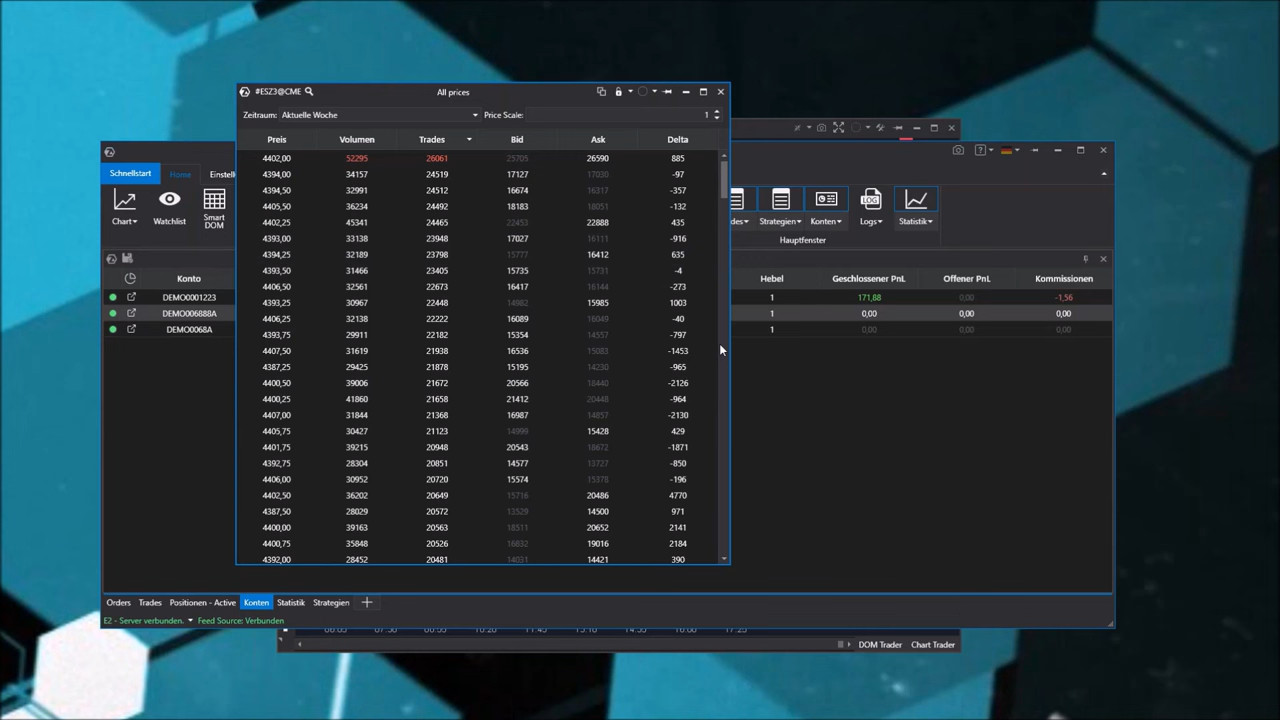 #ESZ3@CME
All prices
Zeitraum: Aktuelle Woche Price Scale: 1
Preis Volumen Trades Bid Ask Delta
4402,00 52295 26061 25705 26590 885
4394,00 34157 24519 17127 17030 -97
4394,50 32991 24512 16674 16317 -357
4405,50 36234 24492 18183 18051 -132
4402,25 45341 24465 22453 22888 435
4393,00 33138 23948 17027 16111 -916
4394,25 32189 23798 15777 16412 635
4393,50 31466 23405 15735 15731 -4
4406,50 32561 22673 16417 16144 -273
4393,25 30967 22448 14982 15985 1003
4406,25 32138 22222 16089 16049 -40
4393,75 29911 22182 15354 14557 -797
4407,50 31619 21938 16536 15083 -1453
4387,25 29425 21878 15195 14230 -965
4400,50 39006 21672 20566 18440 -2126
4400,25 41860 21658 21412 20448 -964
4407,00 31844 21368 16987 14857 -2130
4405,75 30427 21123 14999 15428 429
4401,75 39215 20948 20543 18672 -1871
4392,75 28304 20851 14577 13727 -850
4406,00 30952 20720 15574 15378 -196
4402,50 36202 20649 15716 20486 4770
4387,50 28029 20572 13529 14500 971
4400,00 39163 20563 18511 20652 2141
4400,75 35848 20526 16832 19016 2184
4392,00 28452 20481 14031 14421 390
Schnellstart Home Einstell
Chart Watchlist Smart DOM
des Strategien Konten Logs Statistik
LOG
Hauptfenster
Konto Hebel Geschlossener PnL Offener PnL Kommissionen
DEMO0001223 1 171,88 0,00 -1,56
DEMO006888A 1 0,00 0,00 0,00
DEMO0068A 1 0,00 0,00 0,00
Orders Trades Positionen - Active Konten Statistik Strategien
E2 - Server verbunden. Feed Source: Verbunden
DOM Trader Chart Trader